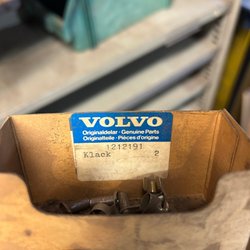 VOLVO
Originaldelar · Genuine Parts
Originalteile · Pièces d'origine
1212191
Klack 2